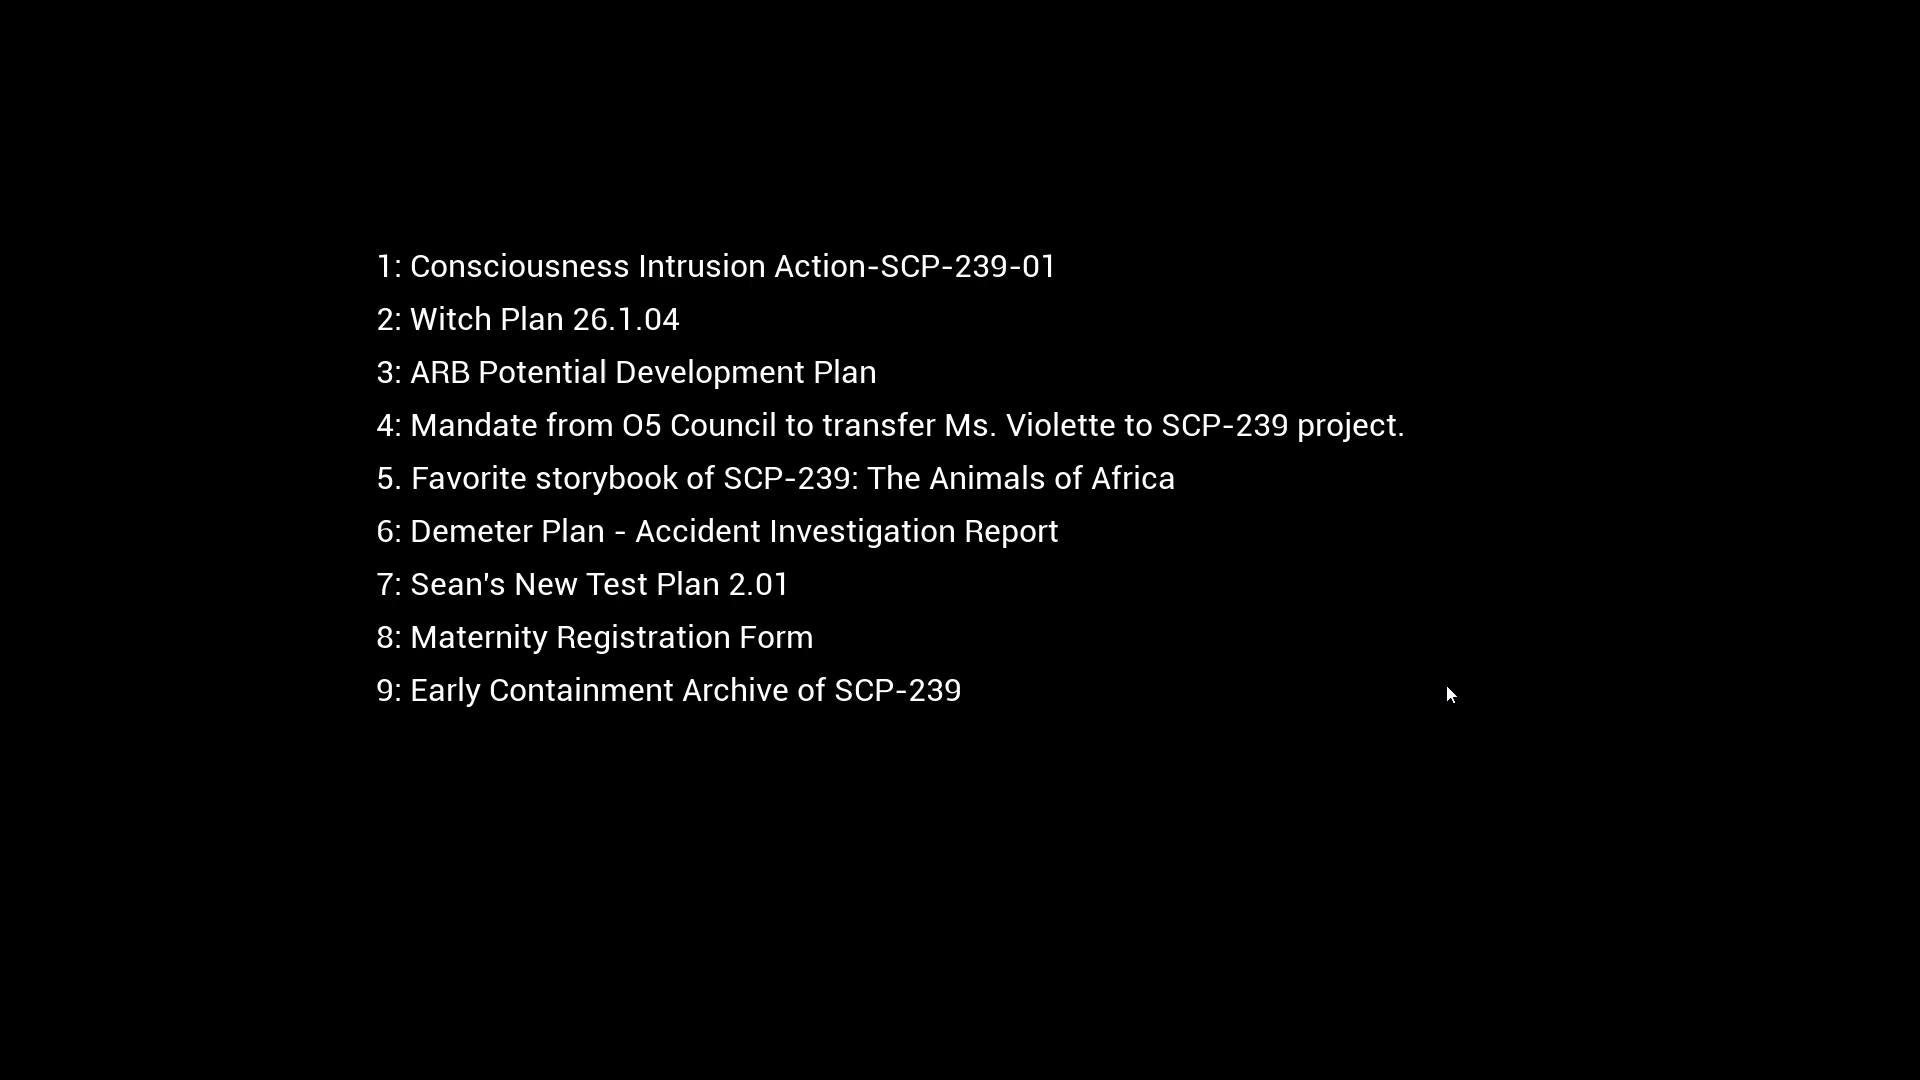 1: Consciousness Intrusion Action-SCP-239-01
2: Witch Plan 26.1.04
3: ARB Potential Development Plan
4: Mandate from O5 Council to transfer Ms. Violette to SCP-239 project.
5. Favorite storybook of SCP-239: The Animals of Africa
6: Demeter Plan - Accident Investigation Report
7: Sean's New Test Plan 2.01
8: Maternity Registration Form
9: Early Containment Archive of SCP-239